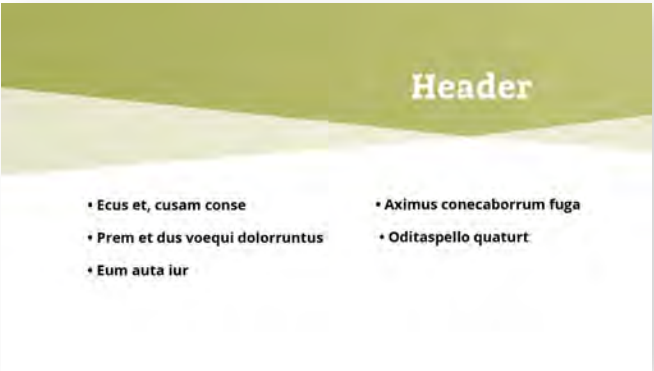 Header
• Ecus et, cusam conse
• Prem et dus voequi dolorruntus
• Eum auta iur
• Aximus conecaborrum fuga
• Oditaspello quaturt